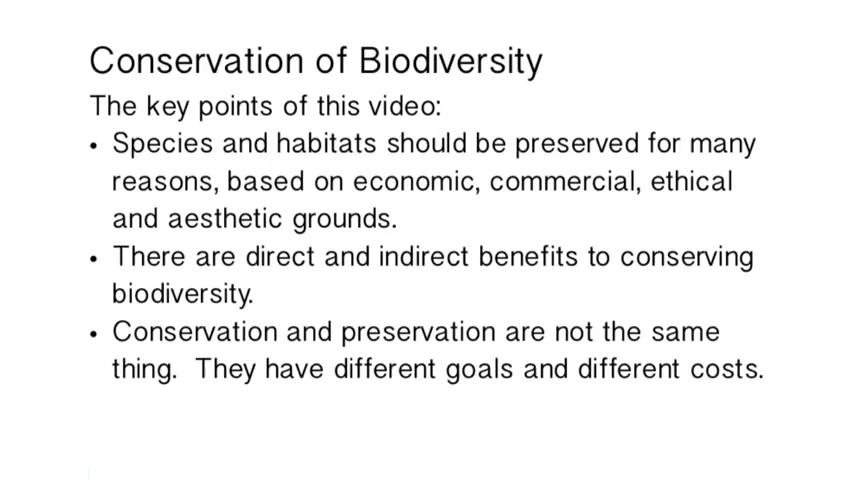 Conservation of Biodiversity
The key points of this video:
• Species and habitats should be preserved for many
reasons, based on economic, commercial, ethical
and aesthetic grounds.
• There are direct and indirect benefits to conserving
biodiversity.
• Conservation and preservation are not the same
thing.  They have different goals and different costs.